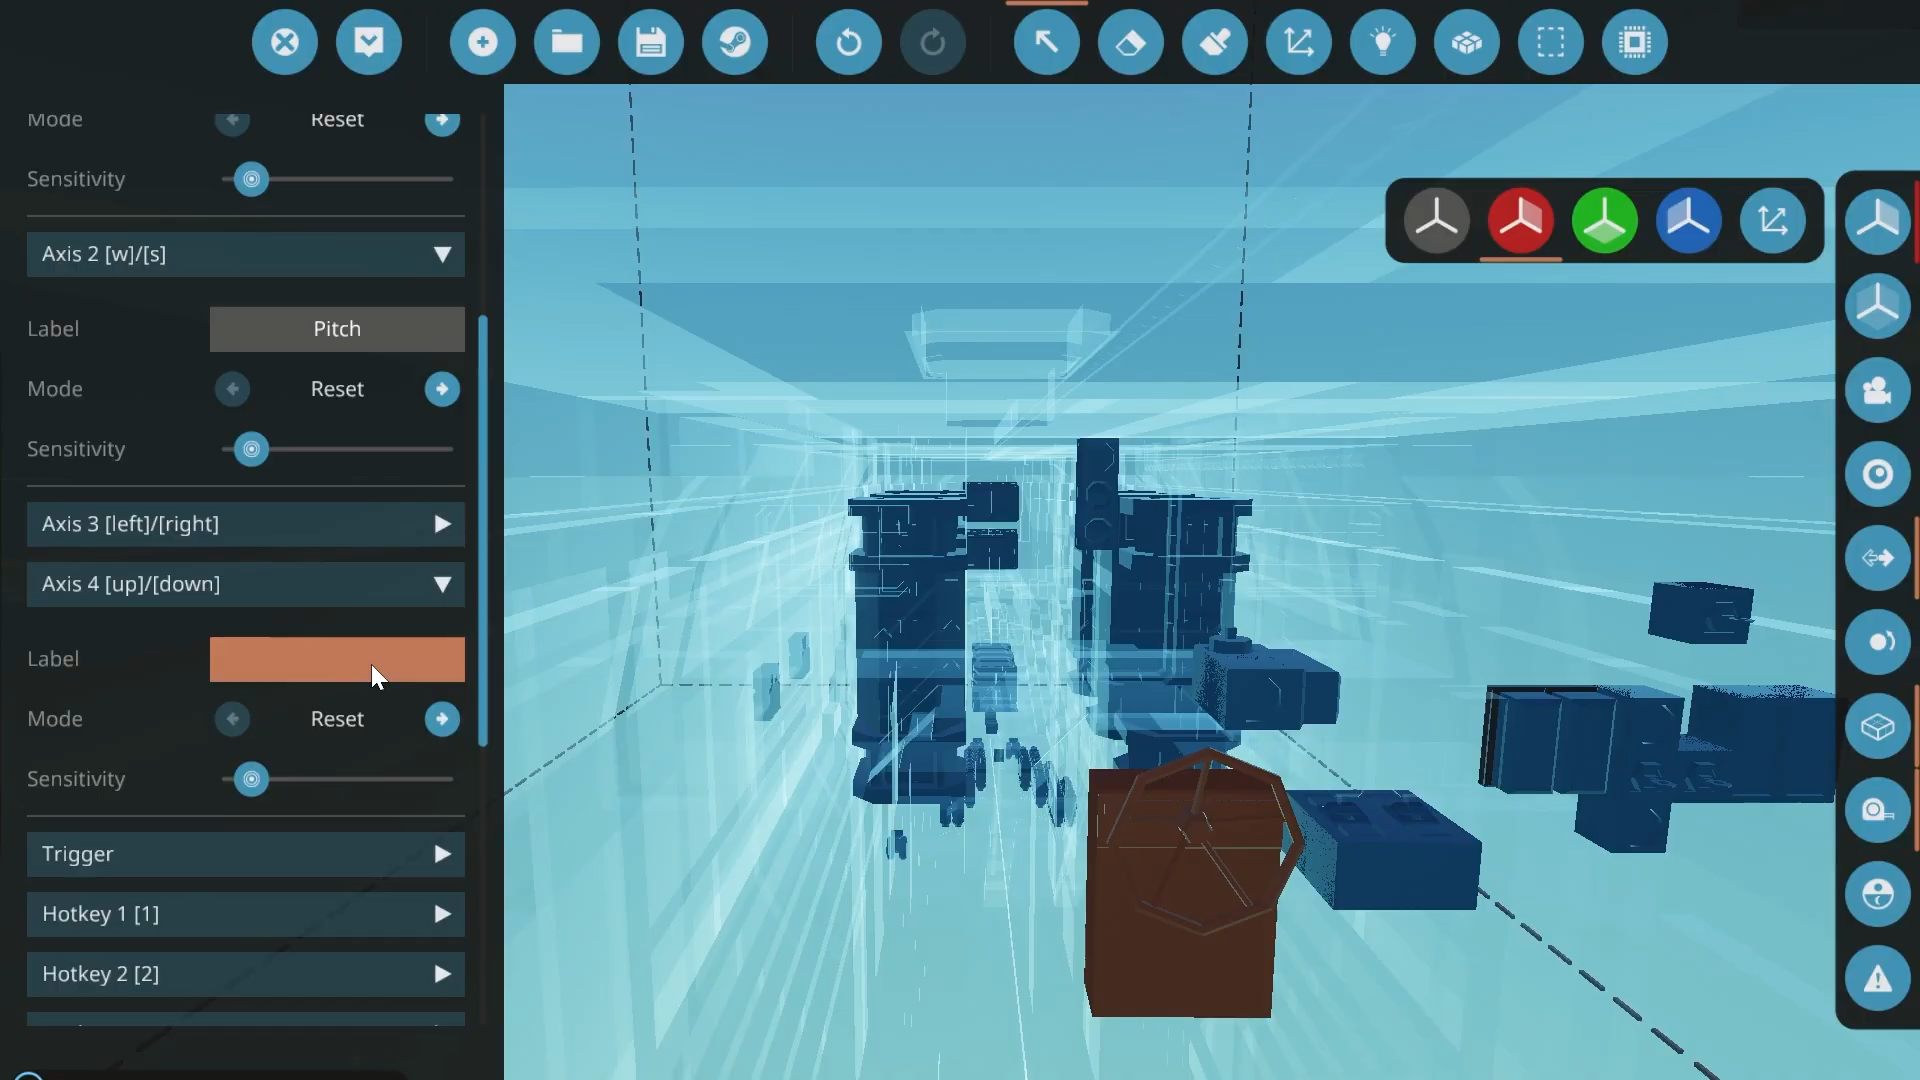 Mode Reset
Sensitivity
Axis 2 [w]/[s]
Label Pitch
Mode Reset
Sensitivity
Axis 3 [left]/[right]
Axis 4 [up]/[down]
Label
Mode Reset
Sensitivity
Trigger
Hotkey 1 [1]
Hotkey 2 [2]